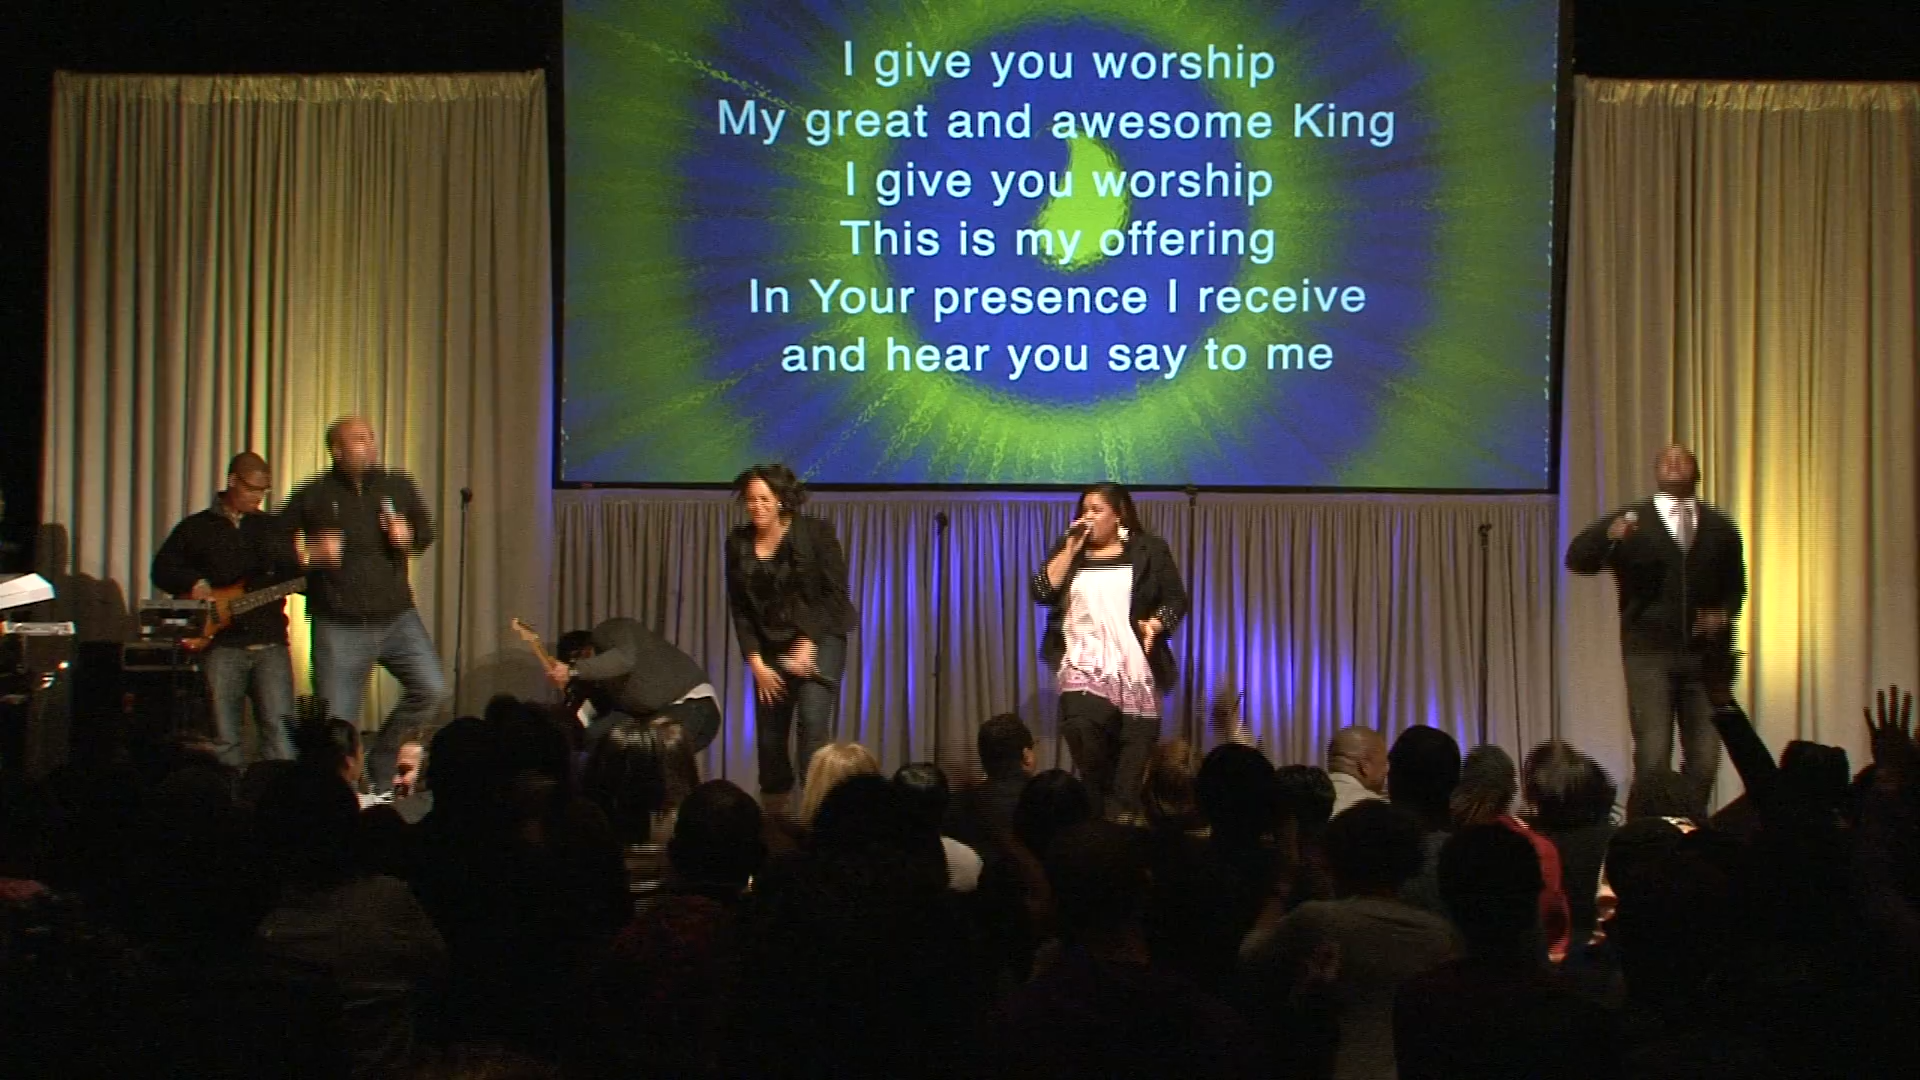 I give you worship
My great and awesome King
I give you worship
This is my offering
In Your presence I receive
and hear you say to me